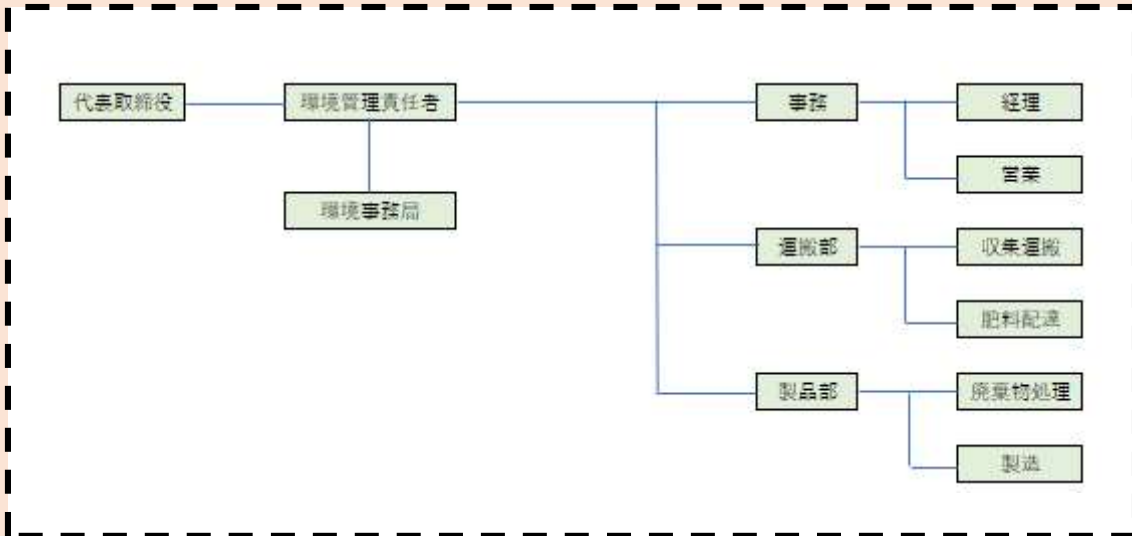 代表取締役
環境管理責任者
環境事務局
事務
経理
営業
運搬部
収集運搬
肥料配達
製品部
廃棄物処理
製造